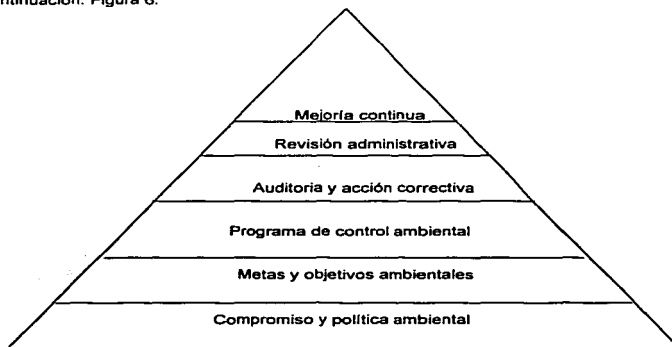 Figura 6.
Mejoría continua
Revisión administrativa
Auditoria y acción correctiva
Programa de control ambiental
Metas y objetivos ambientales
Compromiso y política ambiental